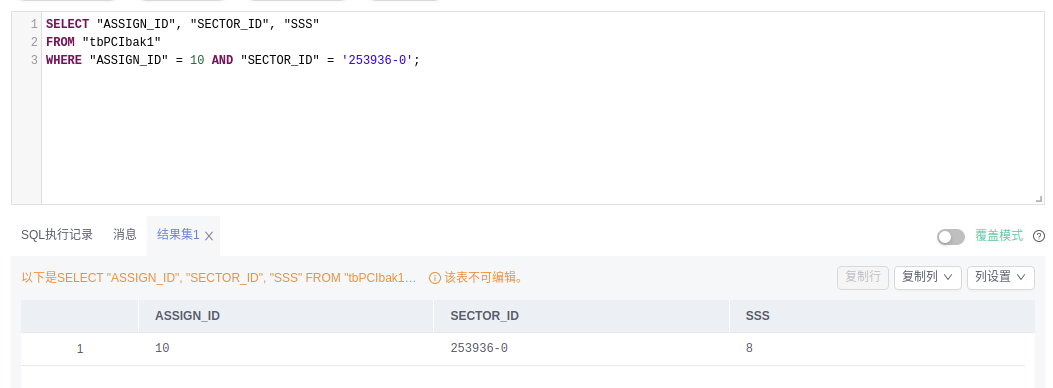 1 SELECT "ASSIGN_ID", "SECTOR_ID", "SSS"
2 FROM "tbPCIbak1"
3 WHERE "ASSIGN_ID" = 10 AND "SECTOR_ID" = '253936-0';
SQL执行记录 消息 结果集1 覆盖模式
以下是SELECT "ASSIGN_ID", "SECTOR_ID", "SSS" FROM "tbPCIbak1... 该表不可编辑。 复制行 复制列 列设置
ASSIGN_ID SECTOR_ID SSS
1 10 253936-0 8